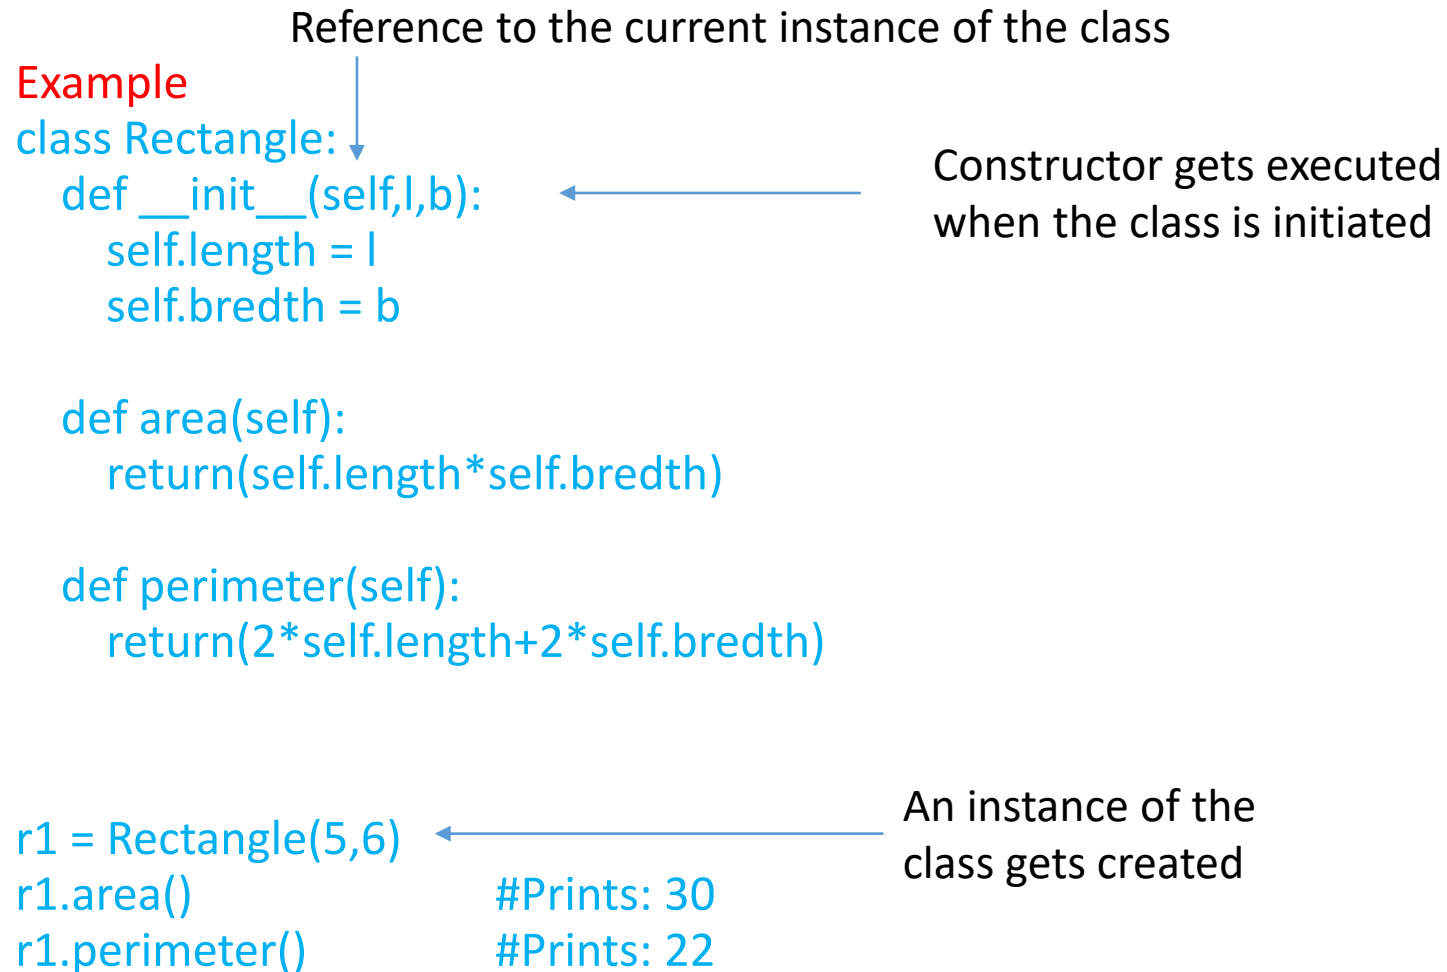 Reference to the current instance of the class
Example
class Rectangle:
def __init__(self,l,b):
self.length = l
self.bredth = b
Constructor gets executed
when the class is initiated
def area(self):
return(self.length*self.bredth)
def perimeter(self):
return(2*self.length+2*self.bredth)
r1 = Rectangle(5,6)
An instance of the
class gets created
r1.area() #Prints: 30
r1.perimeter() #Prints: 22